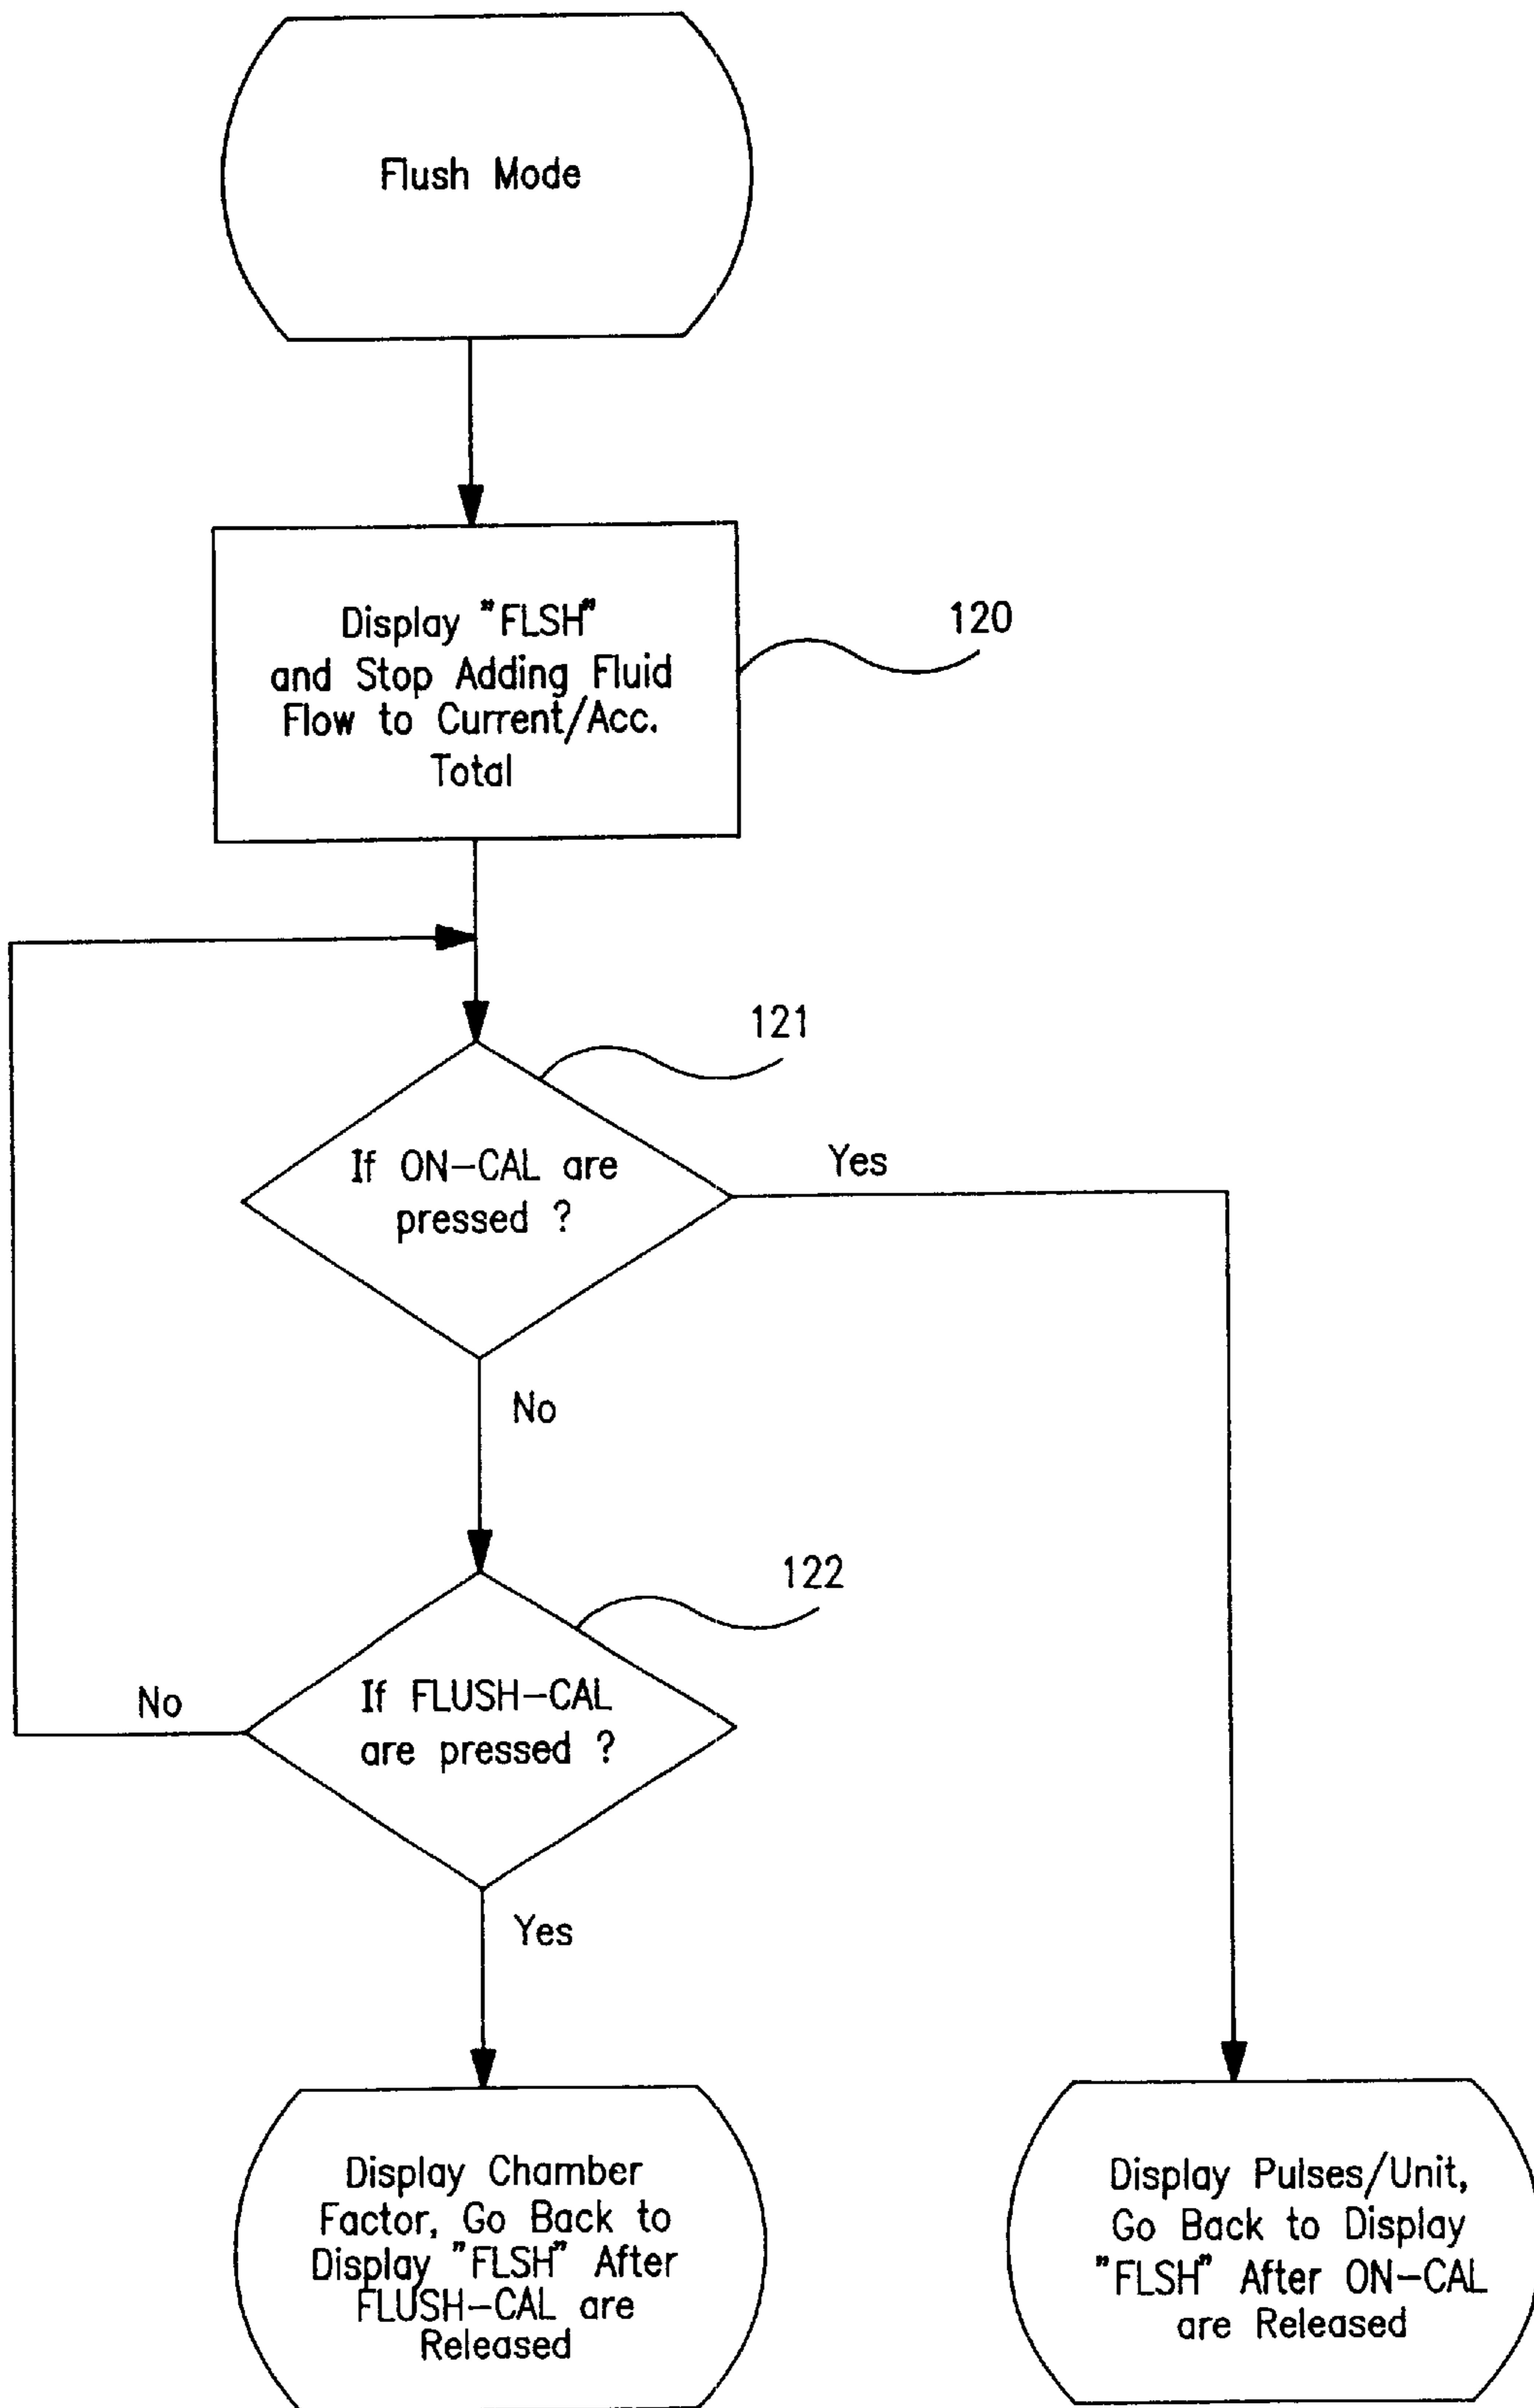 Flush Mode
Display "FLSH"
and Stop Adding Fluid
Flow to Current/Acc.
Total
120
121
If ON-CAL are
pressed ?
Yes
No
122
If FLUSH-CAL
are pressed ?
No
Yes
Display Chamber
Factor, Go Back to
Display "FLSH" After
FLUSH-CAL are
Released
Display Pulses/Unit,
Go Back to Display
"FLSH" After ON-CAL
are Released